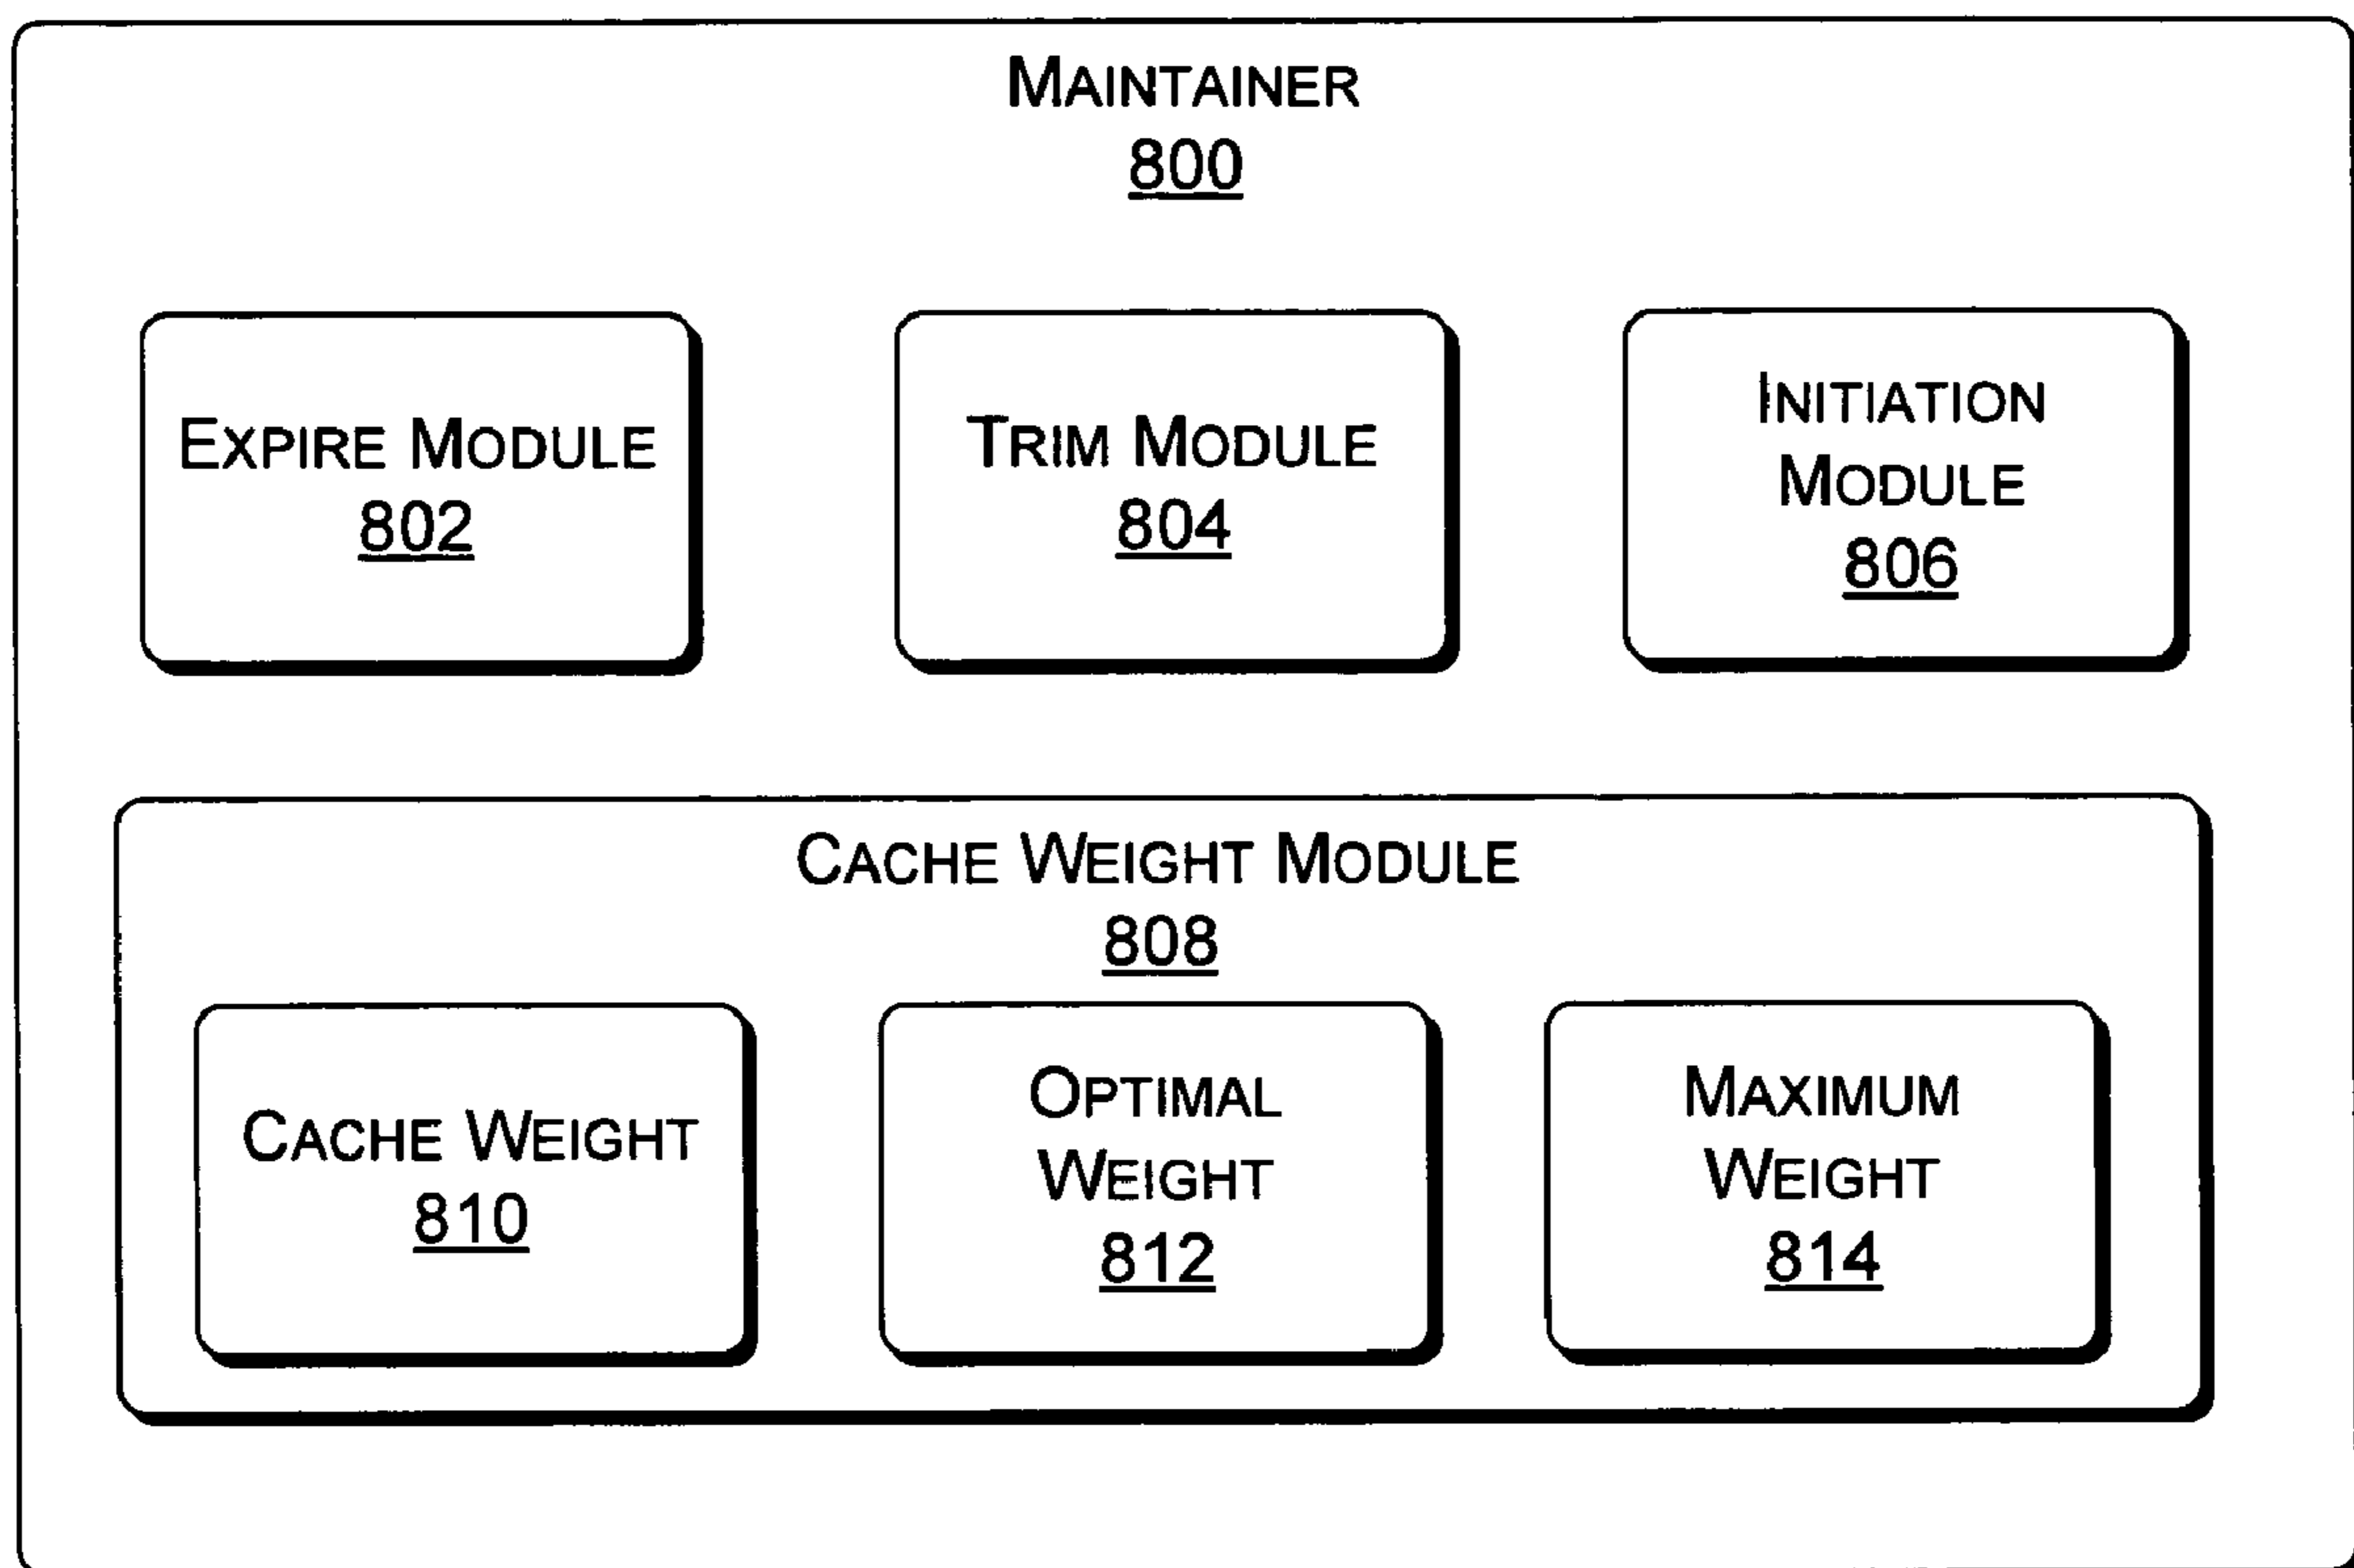 MAINTAINER
800
EXPIRE MODULE
802
TRIM MODULE
804
INITIATION
MODULE
806
CACHE WEIGHT MODULE
808
CACHE WEIGHT
810
OPTIMAL
WEIGHT
812
MAXIMUM
WEIGHT
814